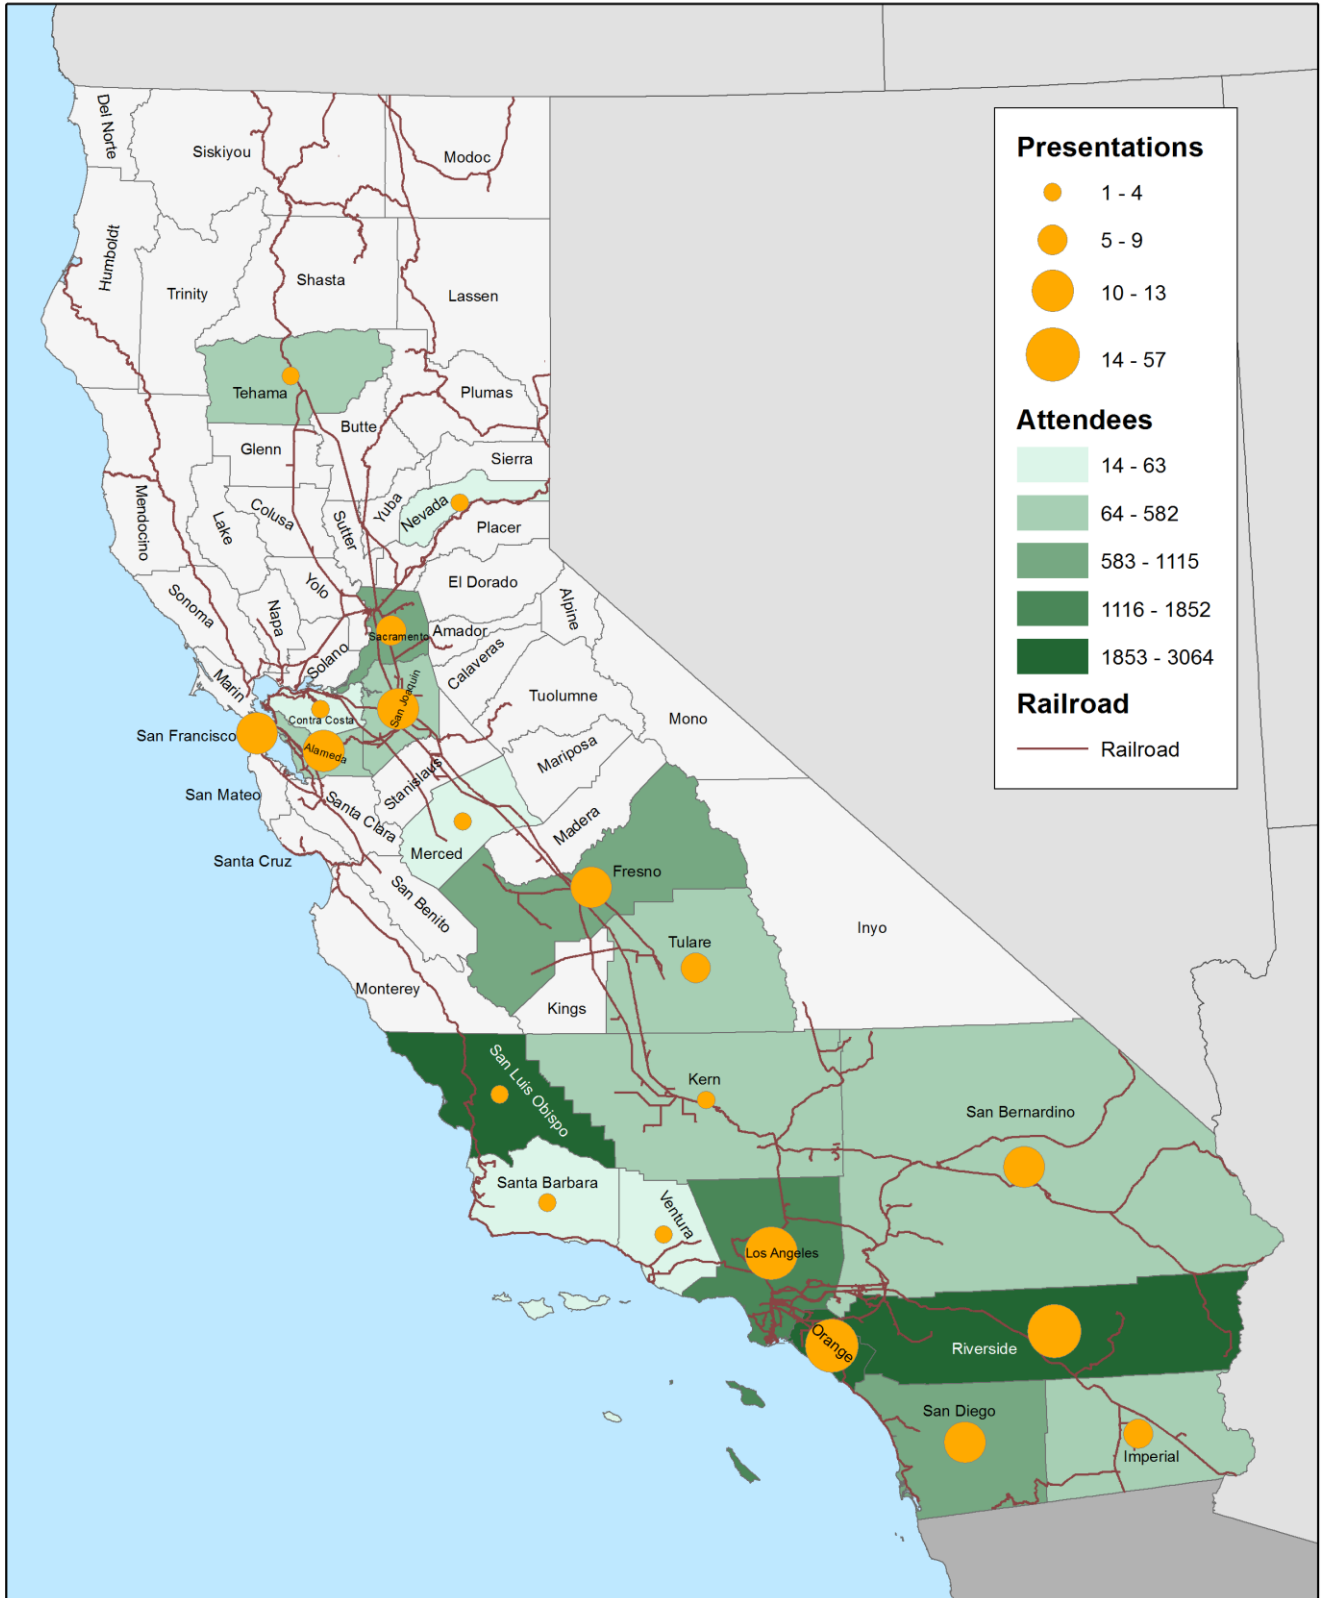 Del Norte
Siskiyou
Modoc
Humboldt
Trinity
Shasta
Lassen
Tehama
Plumas
Butte
Glenn
Sierra
Mendocino
Lake
Colusa
Sutter
Yuba
Nevada
Placer
Sonoma
Napa
Yolo
El Dorado
Alpine
Sacramento
Amador
Marin
Solano
Calaveras
Contra Costa
San Joaquin
Tuolumne
Mono
San Francisco
Alameda
Stanislaus
Mariposa
San Mateo
Santa Clara
Merced
Madera
Santa Cruz
San Benito
Fresno
Tulare
Inyo
Monterey
Kings
San Luis Obispo
Kern
San Bernardino
Santa Barbara
Ventura
Los Angeles
Orange
Riverside
San Diego
Imperial
Presentations
1 - 4
5 - 9
10 - 13
14 - 57
Attendees
14 - 63
64 - 582
583 - 1115
1116 - 1852
1853 - 3064
Railroad
Railroad